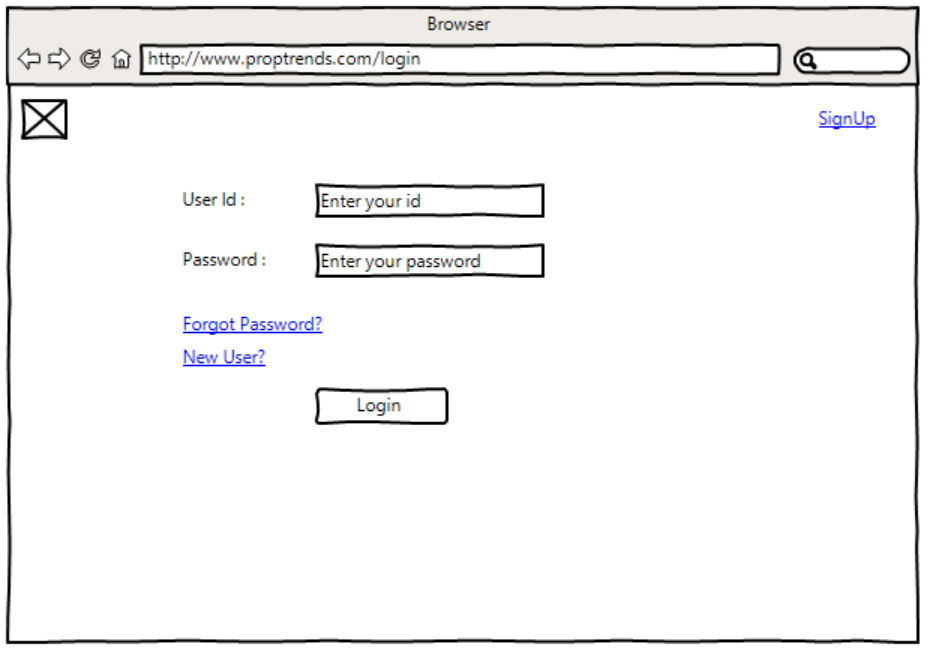 Browser
http://www.proptrends.com/login
SignUp
User Id : Enter your id
Password : Enter your password
Forgot Password?
New User?
Login